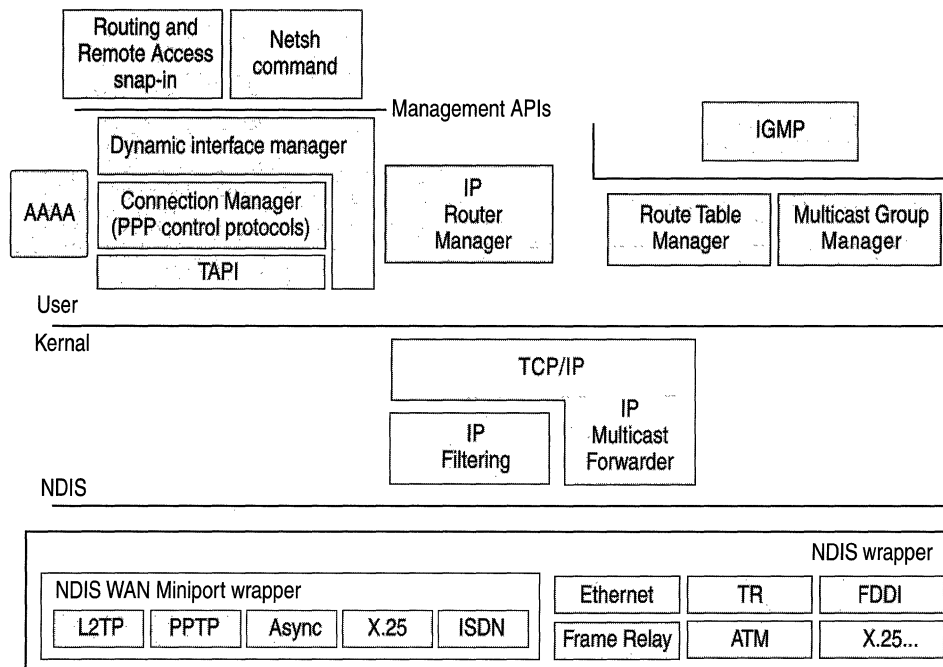 Routing and
Remote Access
snap-in
Netsh
command
Management APIs
IGMP
Dynamic interface manager
AAAA
Connection Manager
(PPP control protocols)
IP
Router
Manager
Route Table
Manager
Multicast Group
Manager
TAPI
User
Kernal
TCP/IP
IP
Filtering
IP
Multicast
Forwarder
NDIS
NDIS wrapper
NDIS WAN Miniport wrapper
L2TP
PPTP
Async
X.25
ISDN
Ethernet
TR
FDDI
Frame Relay
ATM
X.25...